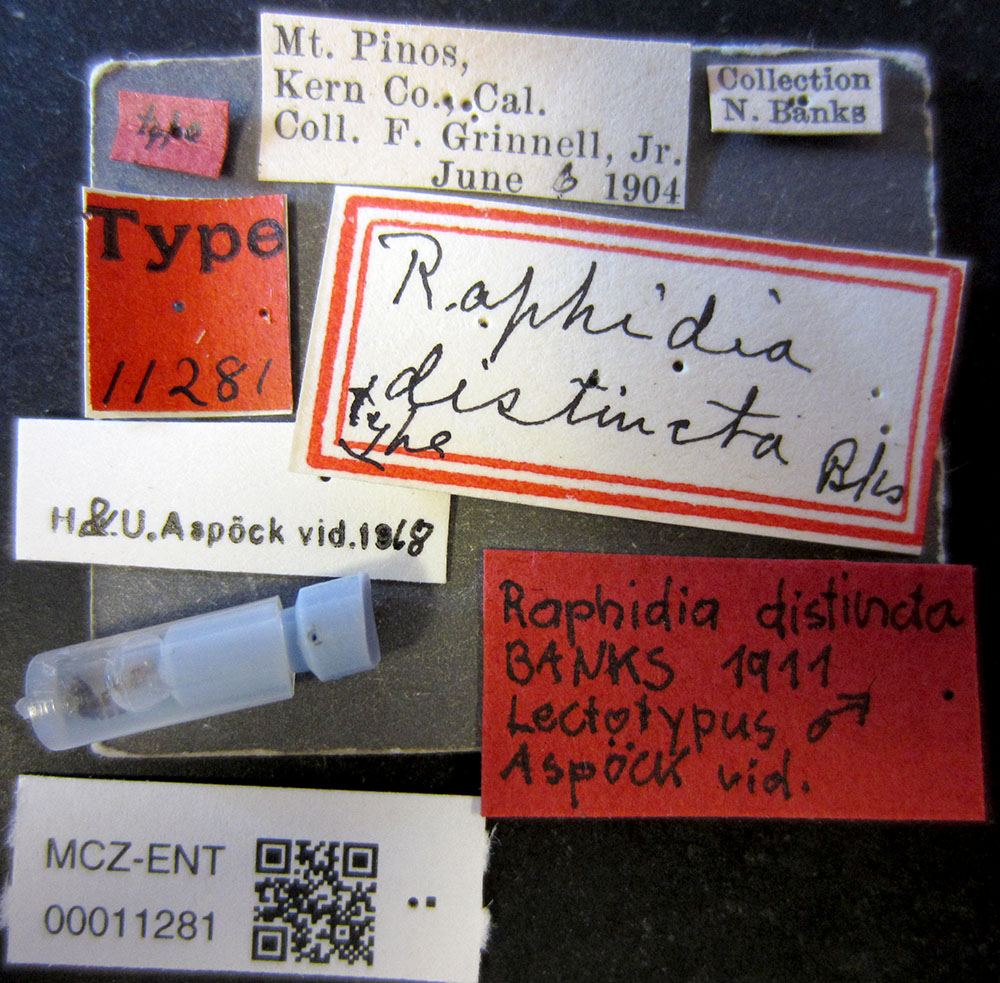 Mt. Pinos,
Kern Co., Cal.
Coll. F. Grinnell, Jr.
June 6 1904
Collection
N. Banks
type
Type
11281
Raphidia
distincta
type
Bks
H&U. Aspöck vid. 1968
Raphidia distincta
BANKS 1911
Lectotypus ♂
Aspöck vid.
MCZ-ENT
00011281